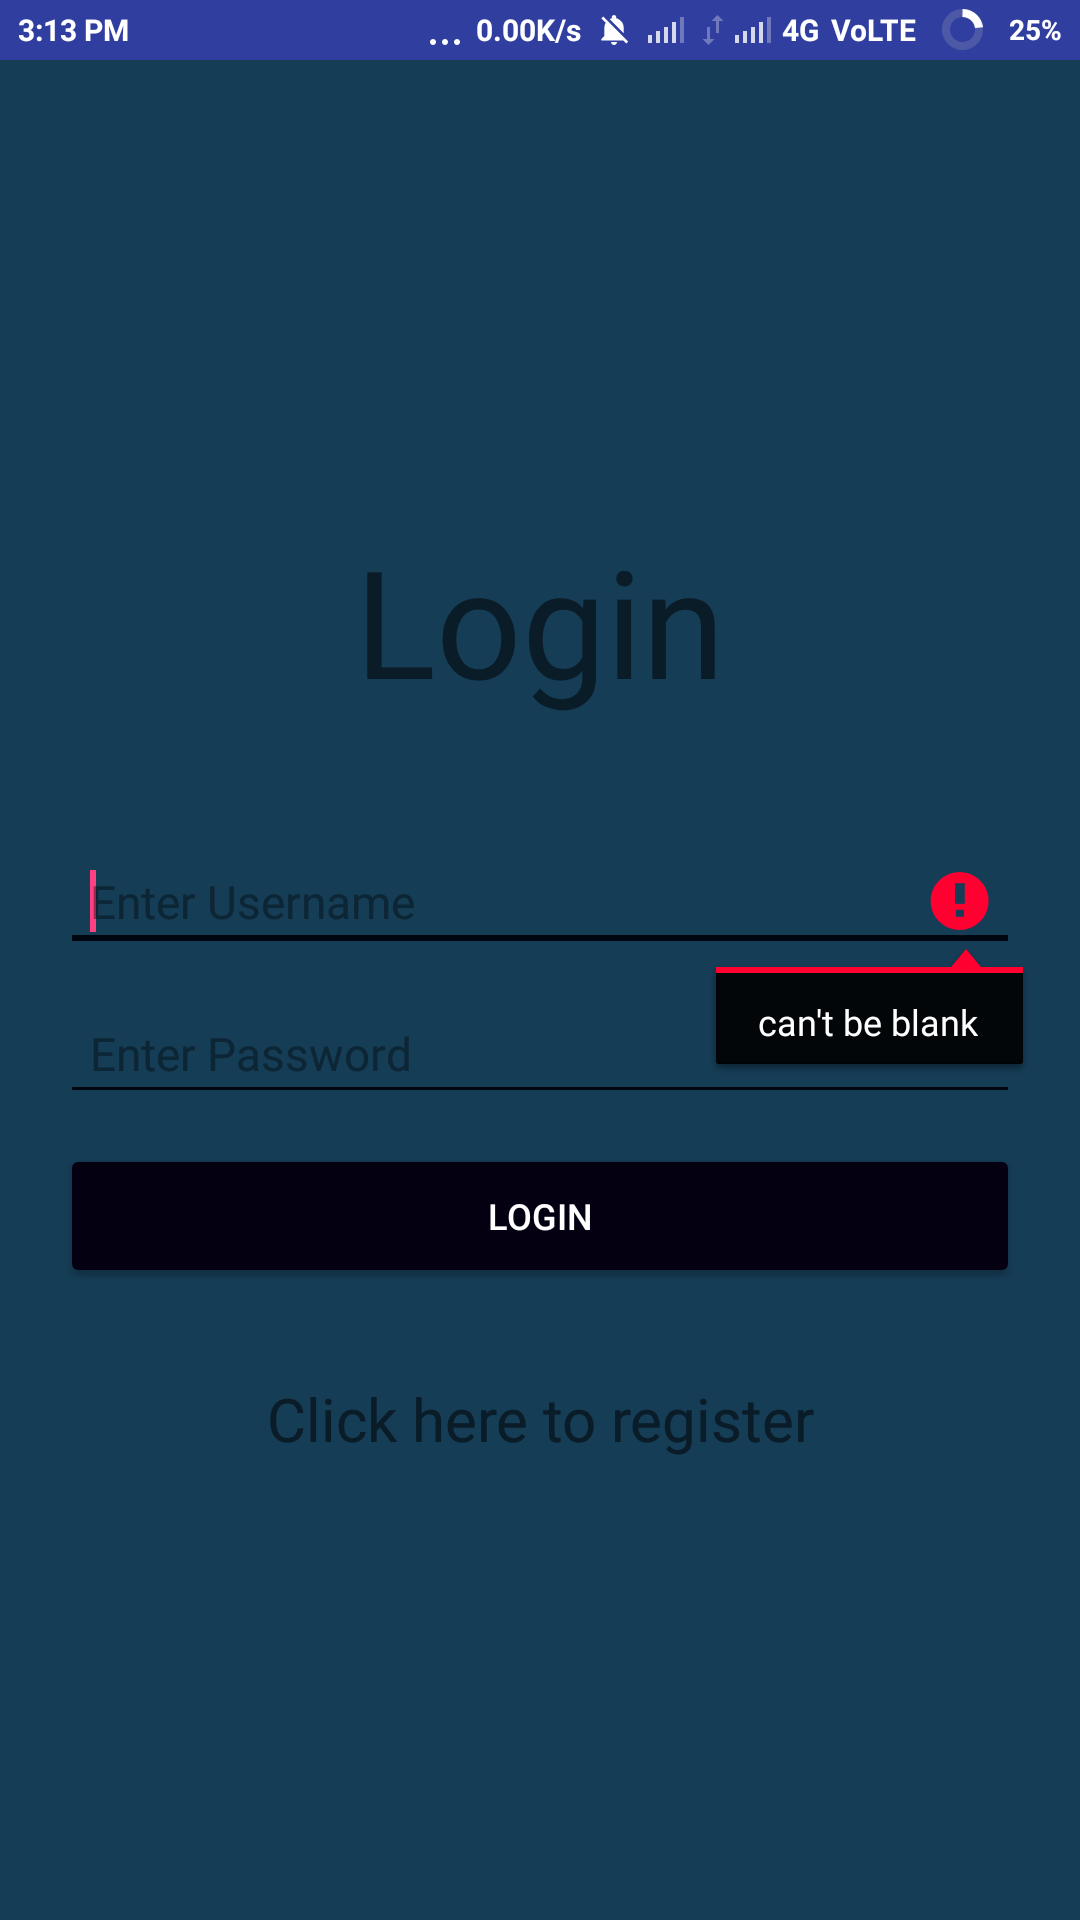 3:13 PM ... 0.00K/s 4G VoLTE 25%
Login
Enter Username
can't be blank
Enter Password
LOGIN
Click here to register